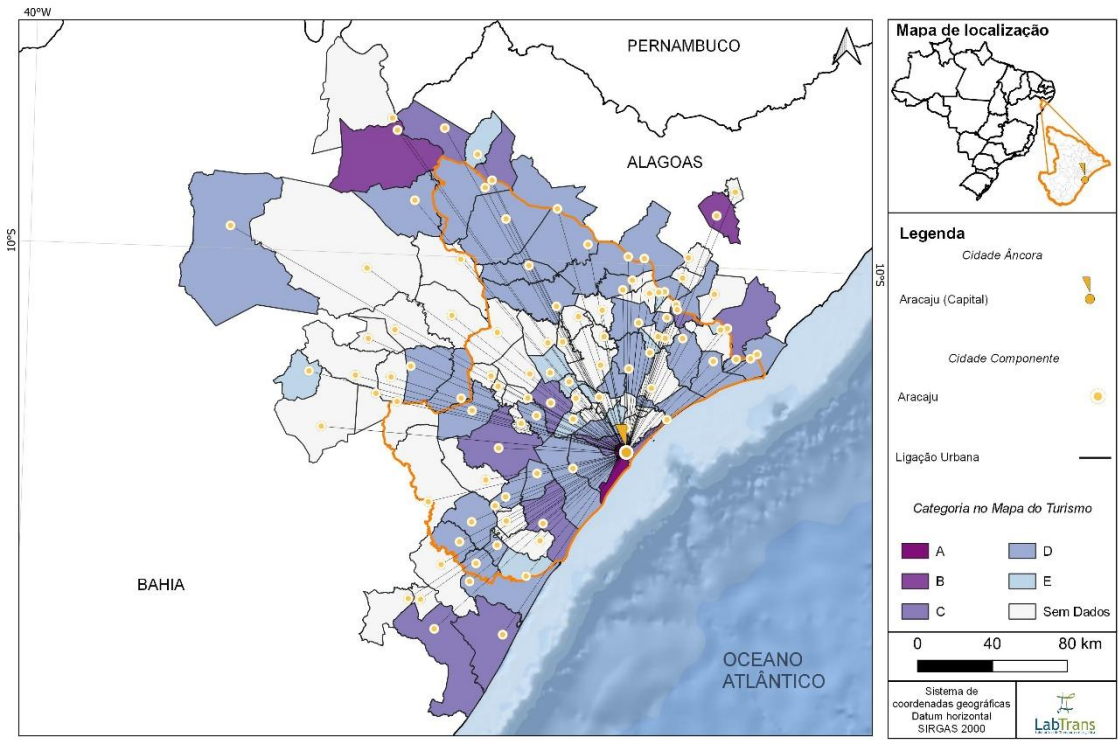 40°W
10°S
10°S
PERNAMBUCO
ALAGOAS
BAHIA
OCEANO
ATLÂNTICO
Mapa de localização
Legenda
Cidade Âncora
Aracaju (Capital)
Cidade Componente
Aracaju
Ligação Urbana
Categoria no Mapa do Turismo
A
D
B
E
C
Sem Dados
0 40 80 km
Sistema de
coordenadas geográficas
Datum horizontal
SIRGAS 2000
LabTrans